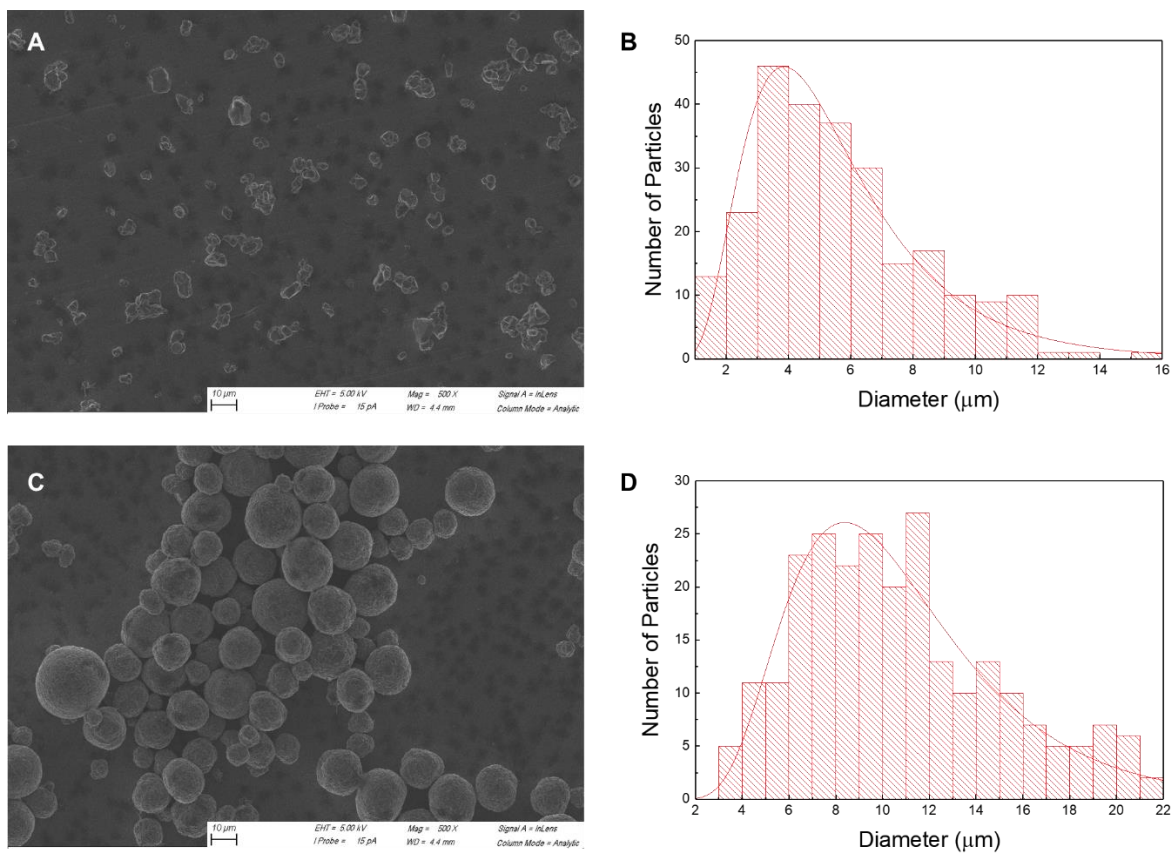 A
10 µm
EHT = 5.00 kV
Mag = 500 X
Signal A = InLens
I Probe = 15 pA
WD = 4.4 mm
Column Mode = Analytic
B
50
40
30
20
10
0
Number of Particles
2 4 6 8 10 12 14 16
Diameter (μm)
C
10 µm
EHT = 5.00 kV
Mag = 500 X
Signal A = InLens
I Probe = 15 pA
WD = 4.4 mm
Column Mode = Analytic
D
30
25
20
15
10
5
0
Number of Particles
2 4 6 8 10 12 14 16 18 20 22
Diameter (μm)